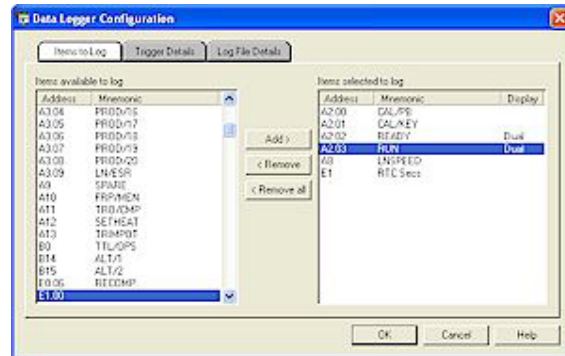 Data Logger Configuration
Items to Log Trigger Details Log File Details
Items available to log
Address Mnemonic
A3.04 PROD/16
A3.05 PROD/17
A3.06 PROD/18
A3.07 PROD/19
A3.08 PROD/20
A3.09 LN/ESR
A9 SPARE
A10 FRP/MEN
A11
A12 SETHEAT
A13 TRIMPOT
B0 TTL/OPS
B14 ALT/1
B15 ALT/2
E0.06 RECOMP
E1.00
Add >
< Remove
< Remove all
Items selected to log
Address Mnemonic Display
A2.00 CAL/PB
A2.01 CAL/KEY
A2.02 READY Dual
A2.03 RUN Dual
A8 LNSPEED
E1 RTC Secs
OK Cancel Help